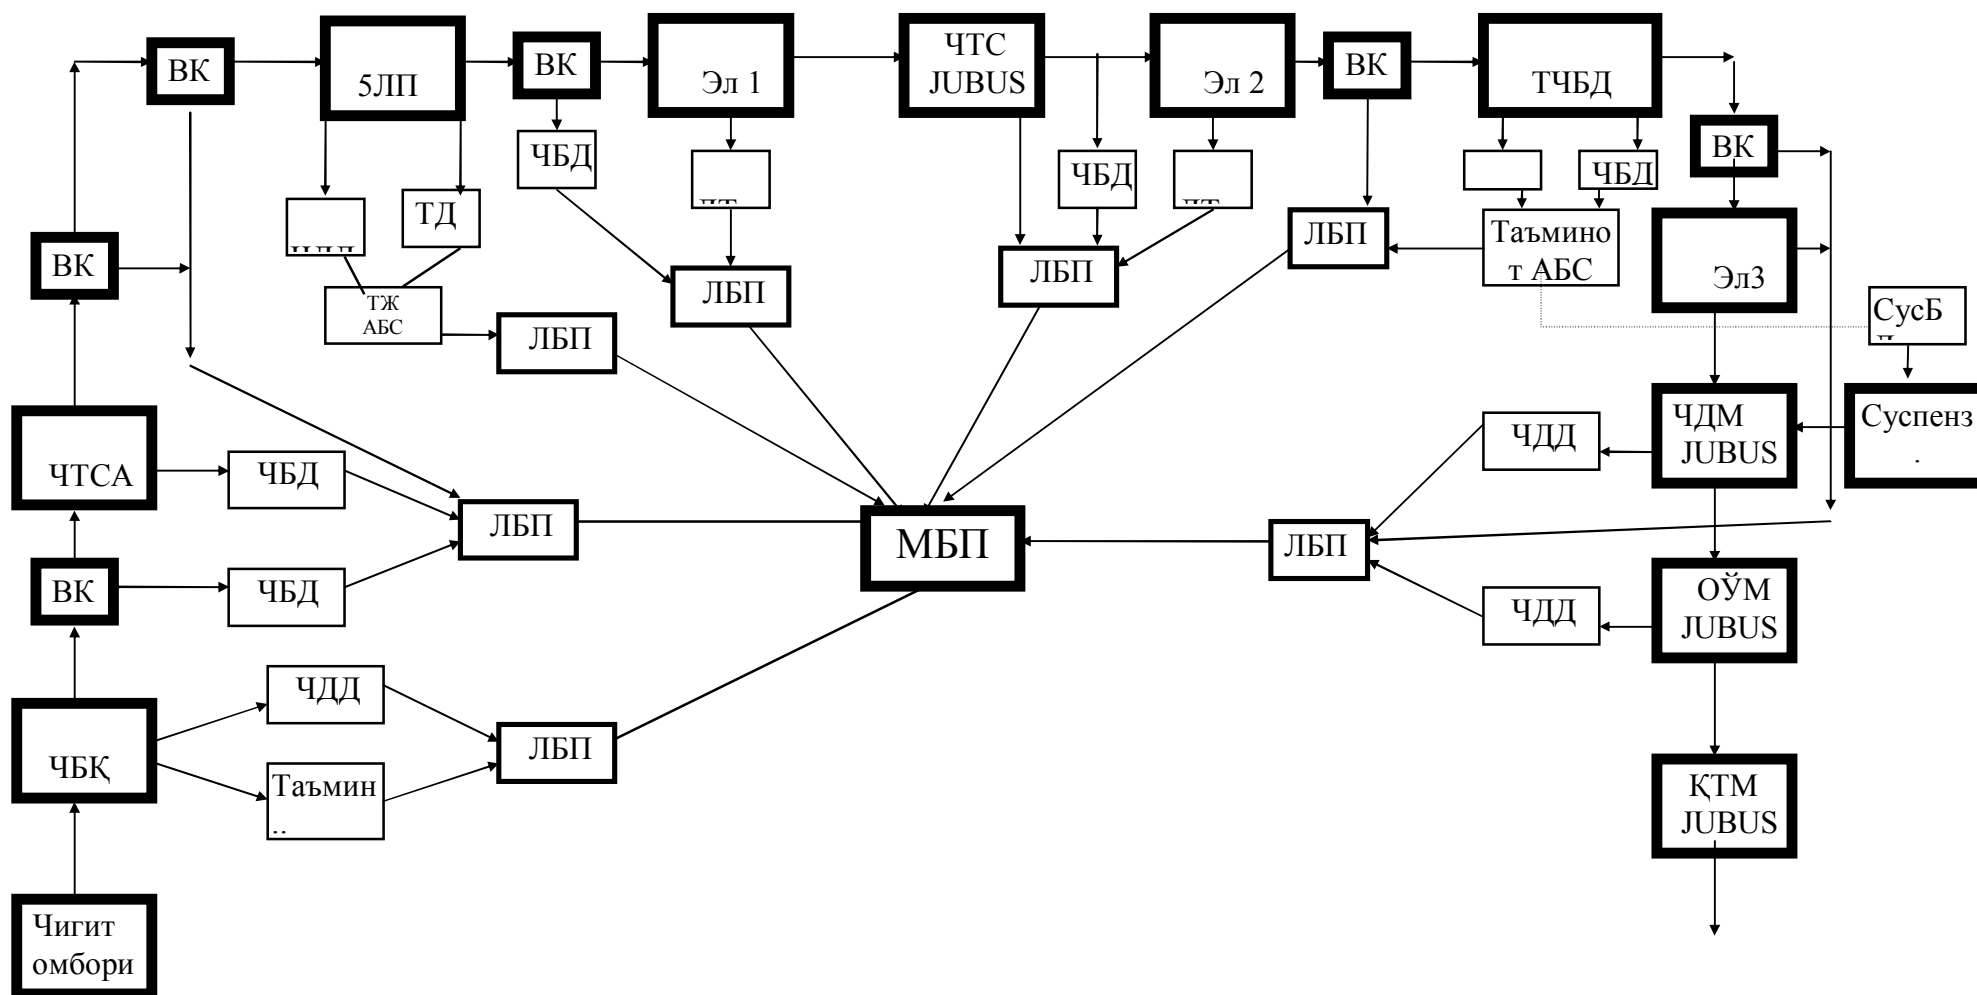 ВК
5ЛП
ВК
Эл 1
ЧТС
JUBUS
Эл 2
ВК
ТЧБД
ВК
ЧБД
ЧБД
ЧБД
ТД
ВК
ЛБП
ЛБП
ЛБП
Таъмино
т АБС
Эл3
ТЖ
АБС
ЛБП
СусБ
ЧТСА
ЧБД
ЛБП
МБП
ЛБП
ЧДД
ЧДМ
JUBUS
Суспенз
.
ВК
ЧБД
ЧДД
ОЎМ
JUBUS
ЧБҚ
ЧДД
Таъмин
..
ЛБП
ҚТМ
JUBUS
Чигит
омбори